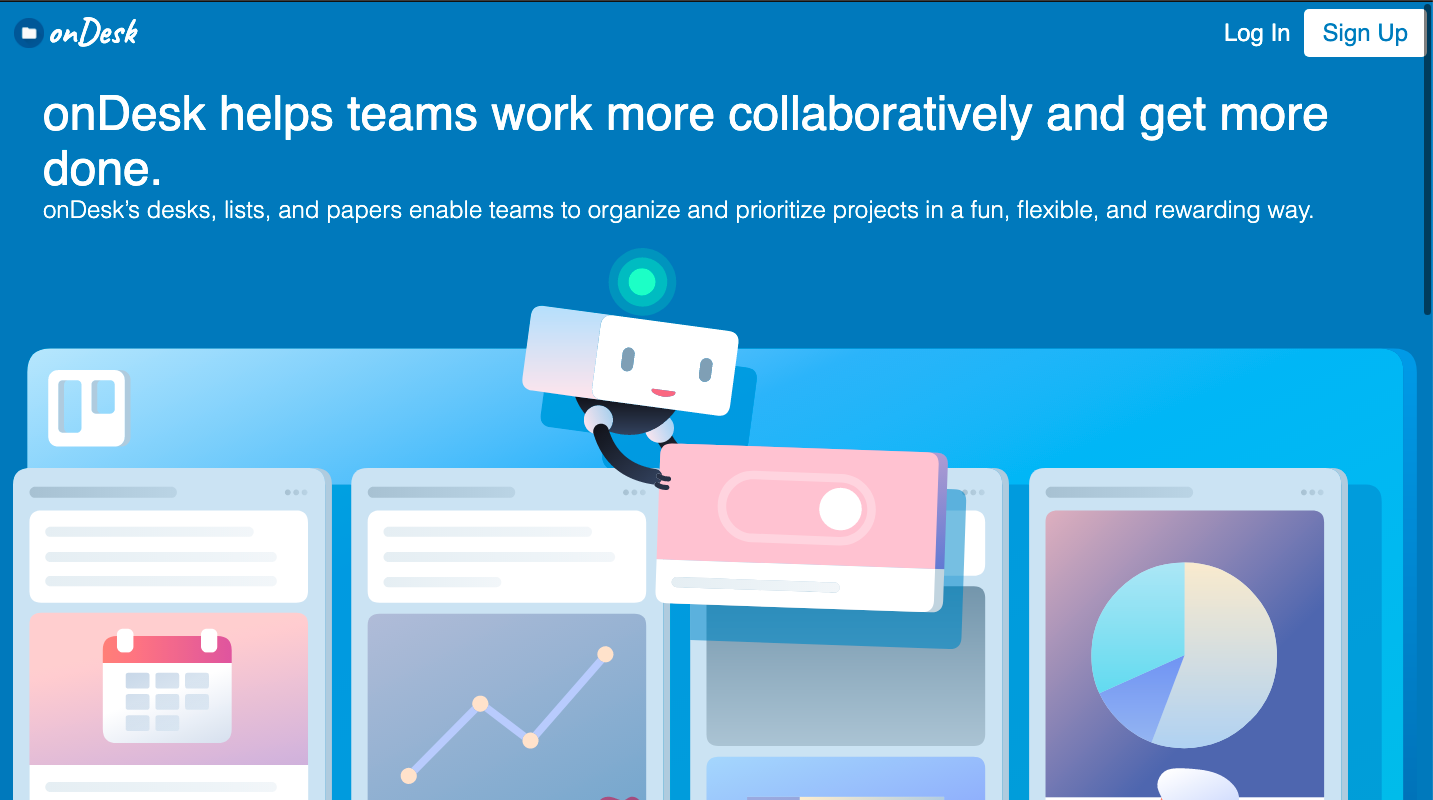 onDesk
Log In
Sign Up
onDesk helps teams work more collaboratively and get more
done.
onDesk’s desks, lists, and papers enable teams to organize and prioritize projects in a fun, flexible, and rewarding way.